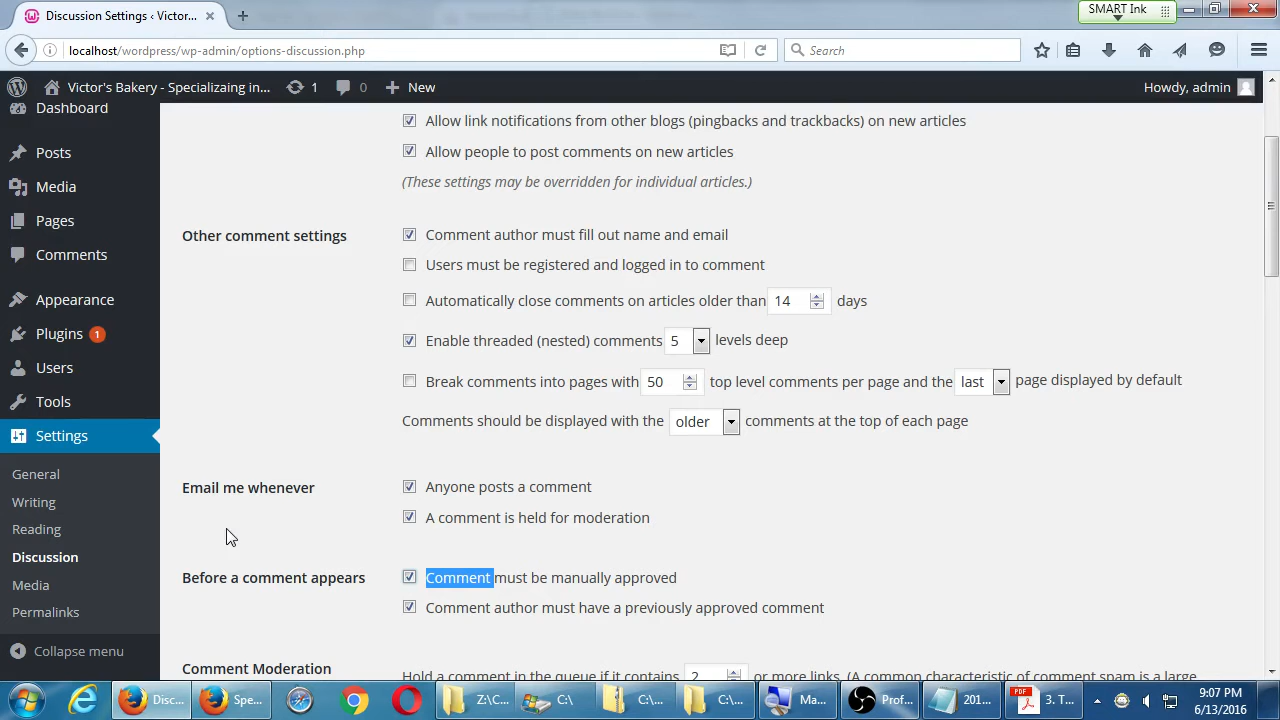 Discussion Settings ‹ Victor'...
SMART Ink
localhost/wordpress/wp-admin/options-discussion.php
Search
Victor's Bakery - Specializaing in...
1
0
New
Howdy, admin
Dashboard
Posts
Media
Pages
Comments
Appearance
Plugins 1
Users
Tools
Settings
General
Writing
Reading
Discussion
Media
Permalinks
Collapse menu
Allow link notifications from other blogs (pingbacks and trackbacks) on new articles
Allow people to post comments on new articles
(These settings may be overridden for individual articles.)
Other comment settings
Comment author must fill out name and email
Users must be registered and logged in to comment
Automatically close comments on articles older than 14 days
Enable threaded (nested) comments 5 levels deep
Break comments into pages with 50 top level comments per page and the last page displayed by default
Comments should be displayed with the older comments at the top of each page
Email me whenever
Anyone posts a comment
A comment is held for moderation
Before a comment appears
Comment must be manually approved
Comment author must have a previously approved comment
Comment Moderation
Hold a comment in the queue if it contains 2 or more links. (A common characteristic of comment spam is a large
Disc...
Spe...
Z:\C...
C:\
C:\...
C:\...
Ma...
Prof...
201...
3. T...
9:07 PM
6/13/2016